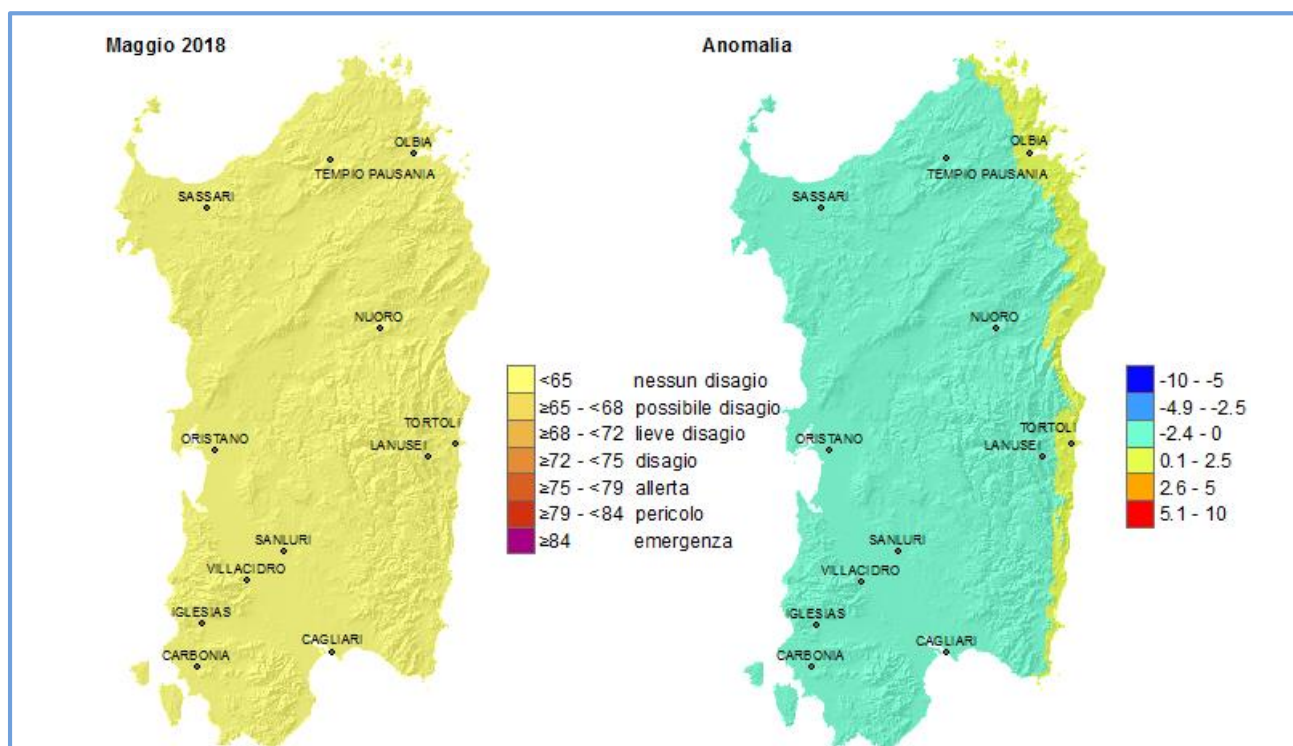 Maggio 2018
OLBIA
TEMPIO PAUSANIA
SASSARI
NUORO
TORTOLI
ORISTANO
LANUSEI
SANLURI
VILLACIDRO
IGLESIAS
CAGLIARI
CARBONIA
<65 nessun disagio
≥65 - <68 possibile disagio
≥68 - <72 lieve disagio
≥72 - <75 disagio
≥75 - <79 allerta
≥79 - <84 pericolo
≥84 emergenza
Anomalia
OLBIA
TEMPIO PAUSANIA
SASSARI
NUORO
TORTOLI
ORISTANO
LANUSEI
SANLURI
VILLACIDRO
IGLESIAS
CAGLIARI
CARBONIA
-10 - -5
-4.9 - -2.5
-2.4 - 0
0.1 - 2.5
2.6 - 5
5.1 - 10